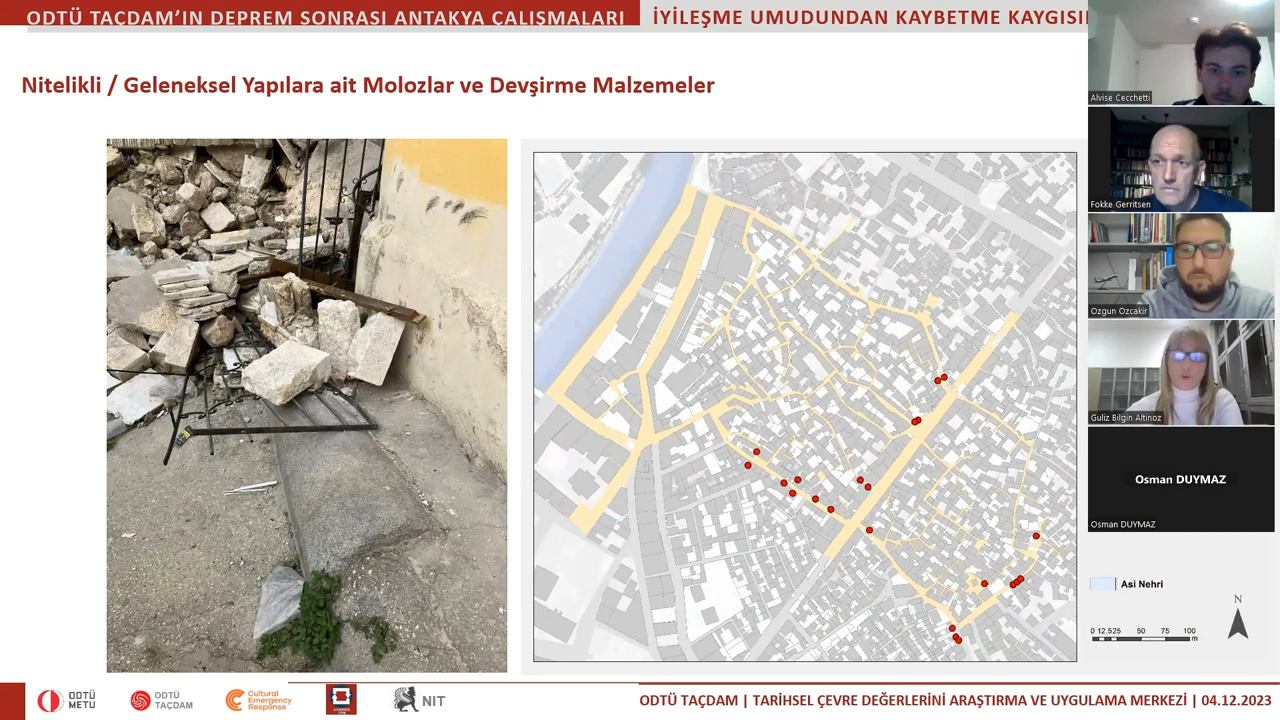 ODTÜ TAÇDAM'IN DEPREM SONRASI ANTAKYA ÇALIŞMALARI
İYİLEŞME UMUDUNDAN KAYBETME KAYGISI
Nitelikli / Geleneksel Yapılara ait Molozlar ve Devşirme Malzemeler
Alvise Cecchetti
Fokke Gerritsen
Ozgun Ozcakir
Guliz Bilgin Altinoz
Osman DUYMAZ
Osman DUYMAZ
Asi Nehri
N
0 12.525 50 75 100
m
ODTÜ
METU
ODTÜ
TAÇDAM
Cultural
Emergency
Response
NIT
ODTÜ TAÇDAM | TARİHSEL ÇEVRE DEĞERLERİNİ ARAŞTIRMA VE UYGULAMA MERKEZİ | 04.12.2023